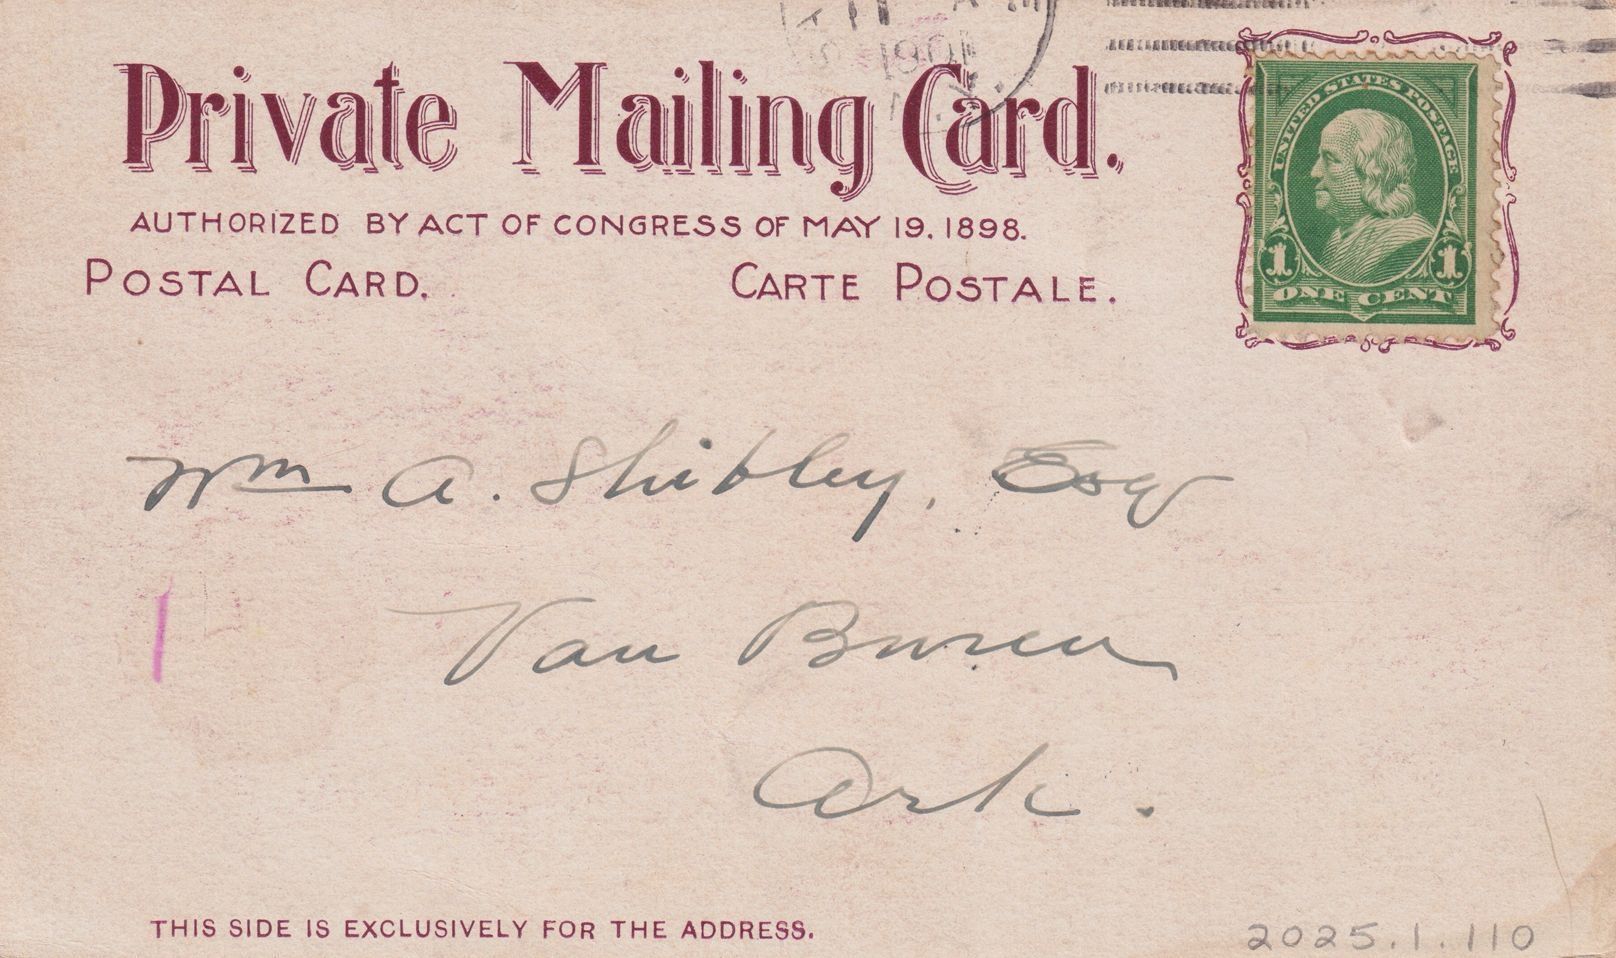 1901
Private Mailing Card.
AUTHORIZED BY ACT OF CONGRESS OF MAY 19. 1898.
POSTAL CARD. CARTE POSTALE.
UNITED STATES POSTAGE
1 1
ONE CENT
Wm A. Shibley, Esq
Van Buren
Ark.
THIS SIDE IS EXCLUSIVELY FOR THE ADDRESS.
2025.1.110